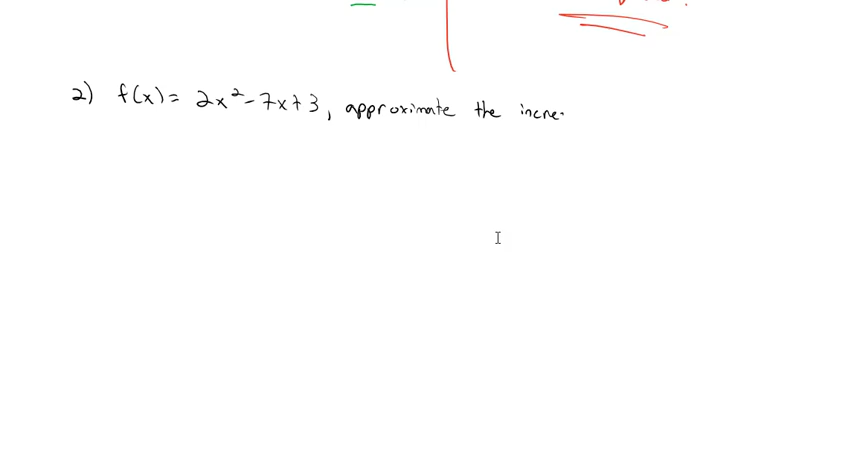 2) f(x) = 2x² - 7x + 3, approximate the incre